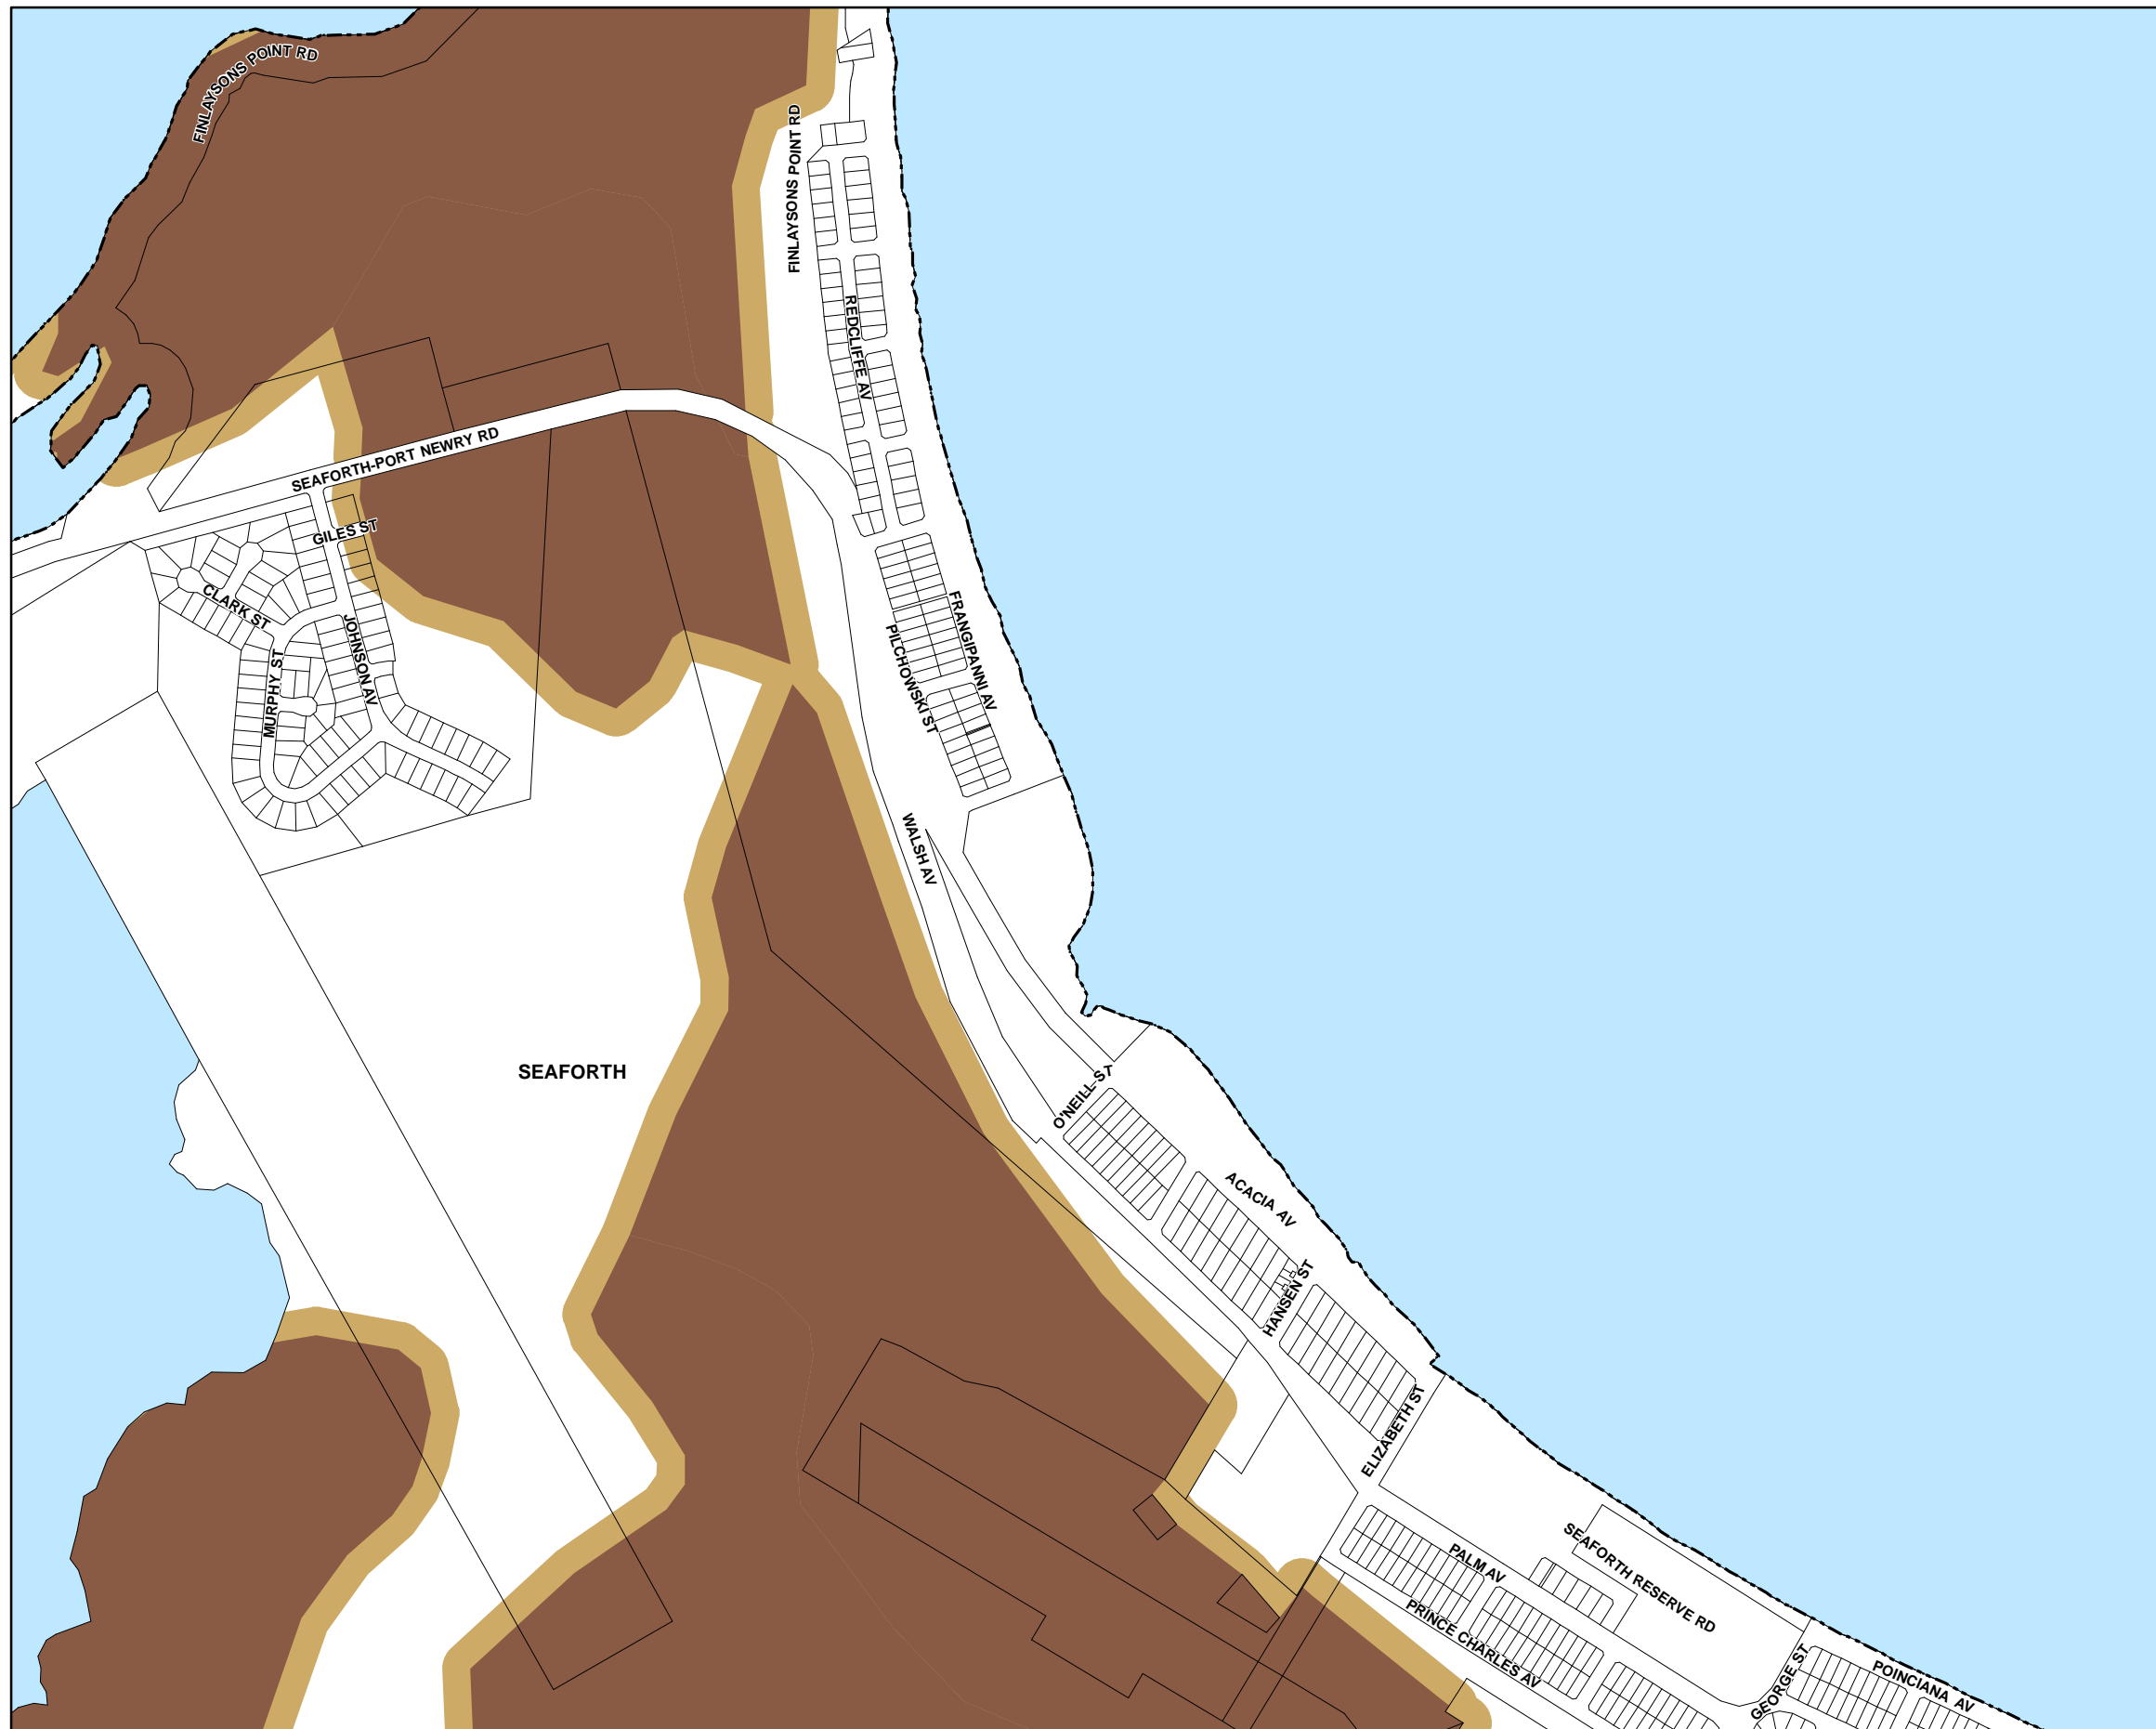 FINLAYSONS POINT RD
FINLAYSONS POINT RD
REDCLIFFE AV
SEAFORTH-PORT NEWRY RD
GILES ST
CLARK ST
JOHNSON AV
MURPHY ST
FRANGIPANNI AV
PILCHOWSKI ST
WALSH AV
SEAFORTH
O'NEILL ST
ACACIA AV
HANSEN ST
ELIZABETH ST
SEAFORTH RESERVE RD
PALM AV
PRINCE CHARLES AV
GEORGE ST
POINCIANA AV